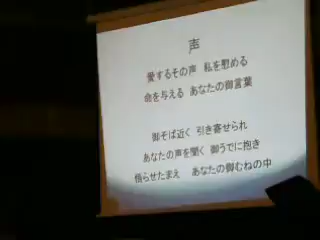 声
愛するその声 私を慰める
命を与える あなたの御言葉
御そば近く 引き寄せられ
あなたの声を聞く 御うでに抱き
悟らせたまえ あなたの御むねの中